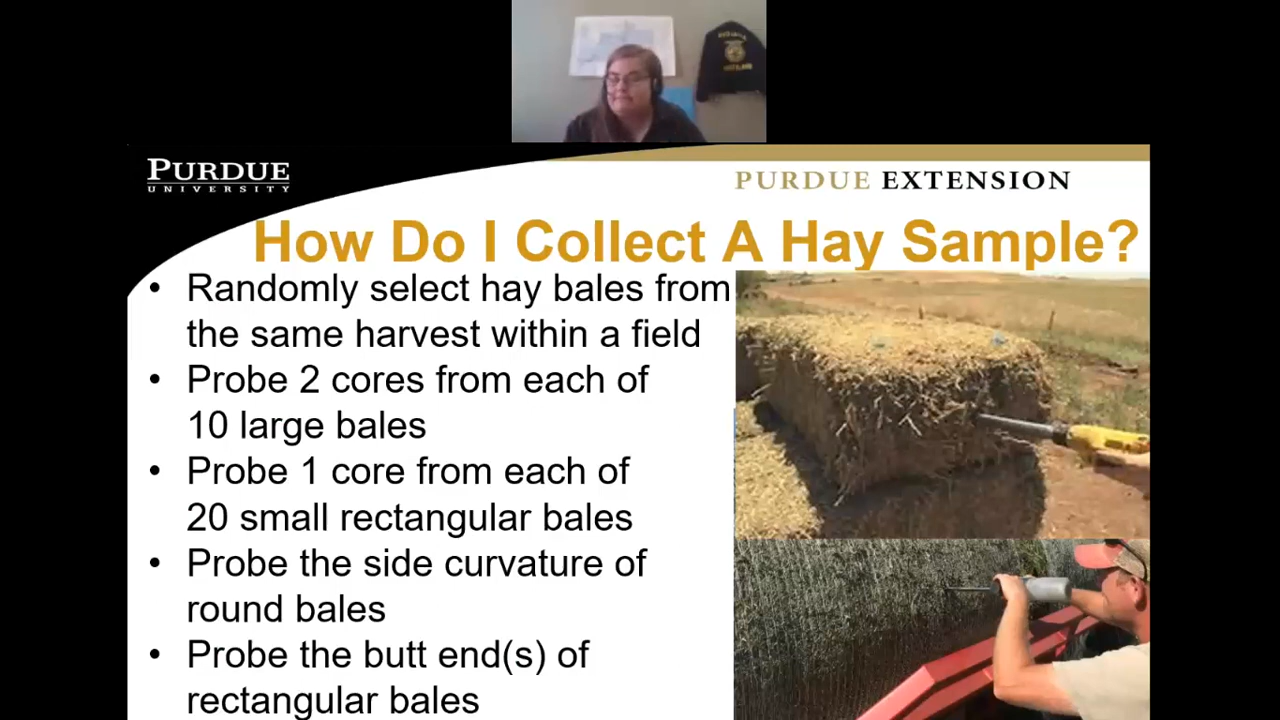 PURDUE
UNIVERSITY
PURDUE EXTENSION
How Do I Collect A Hay Sample?
• Randomly select hay bales from
the same harvest within a field
• Probe 2 cores from each of
10 large bales
• Probe 1 core from each of
20 small rectangular bales
• Probe the side curvature of
round bales
• Probe the butt end(s) of
rectangular bales